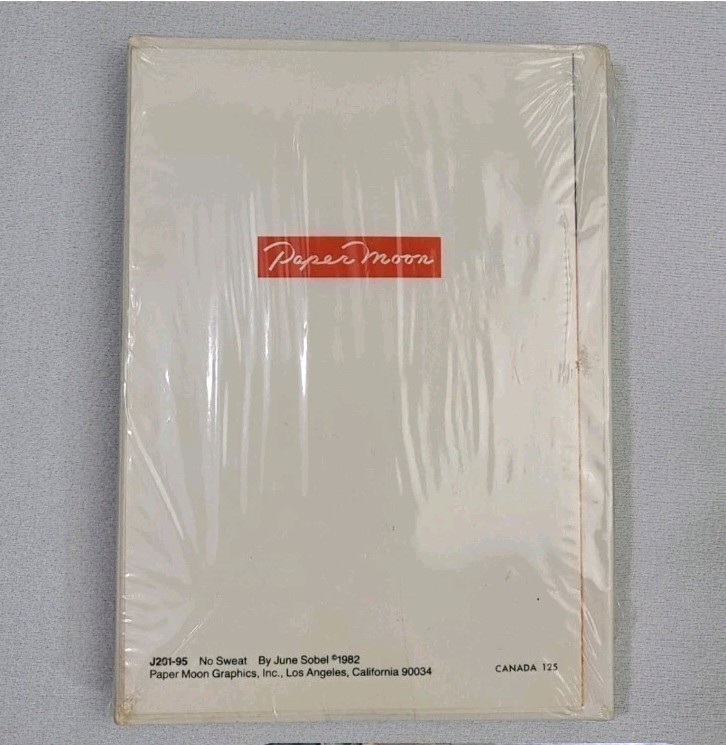 Paper Moon
J201-95 No Sweat By June Sobel ©1982
Paper Moon Graphics, Inc., Los Angeles, California 90034
CANADA 125